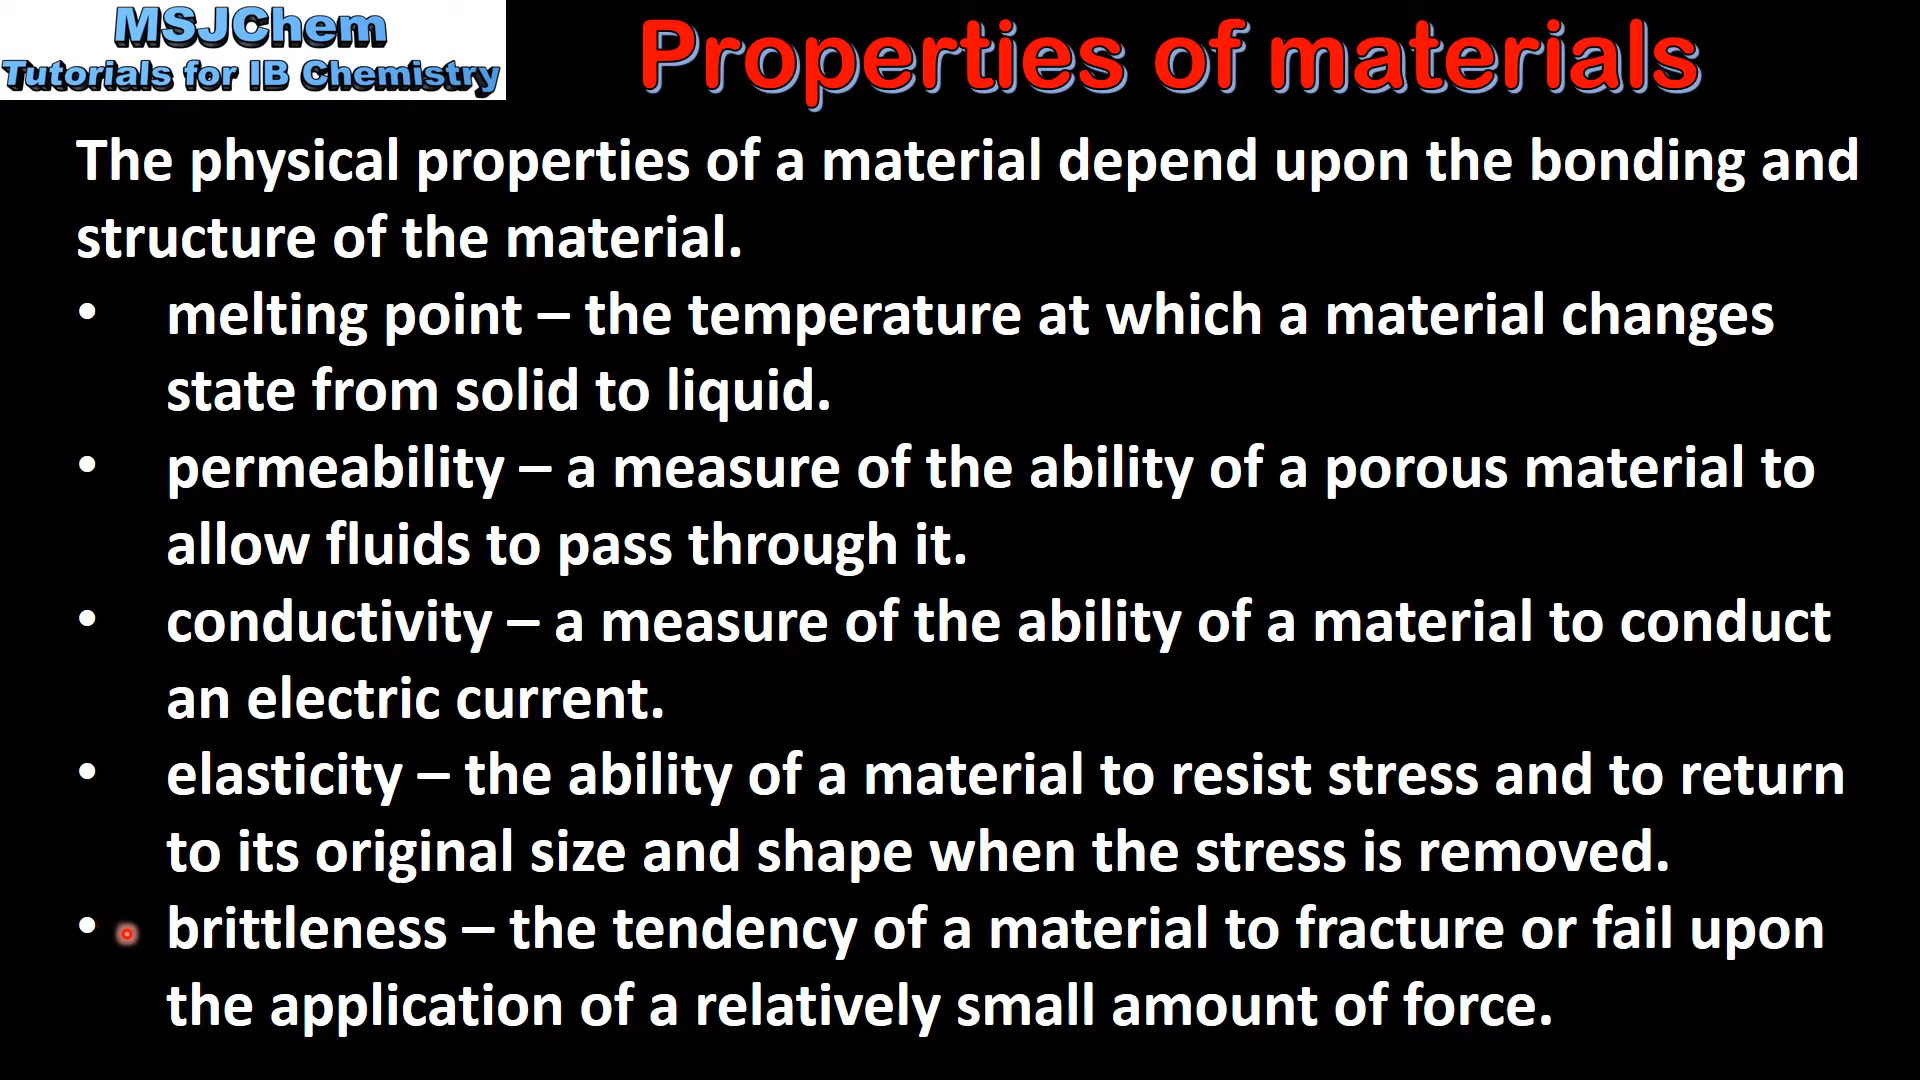 MSJChem
Tutorials for IB Chemistry
Properties of materials
The physical properties of a material depend upon the bonding and
structure of the material.
• melting point – the temperature at which a material changes
state from solid to liquid.
• permeability – a measure of the ability of a porous material to
allow fluids to pass through it.
• conductivity – a measure of the ability of a material to conduct
an electric current.
• elasticity – the ability of a material to resist stress and to return
to its original size and shape when the stress is removed.
• brittleness – the tendency of a material to fracture or fail upon
the application of a relatively small amount of force.